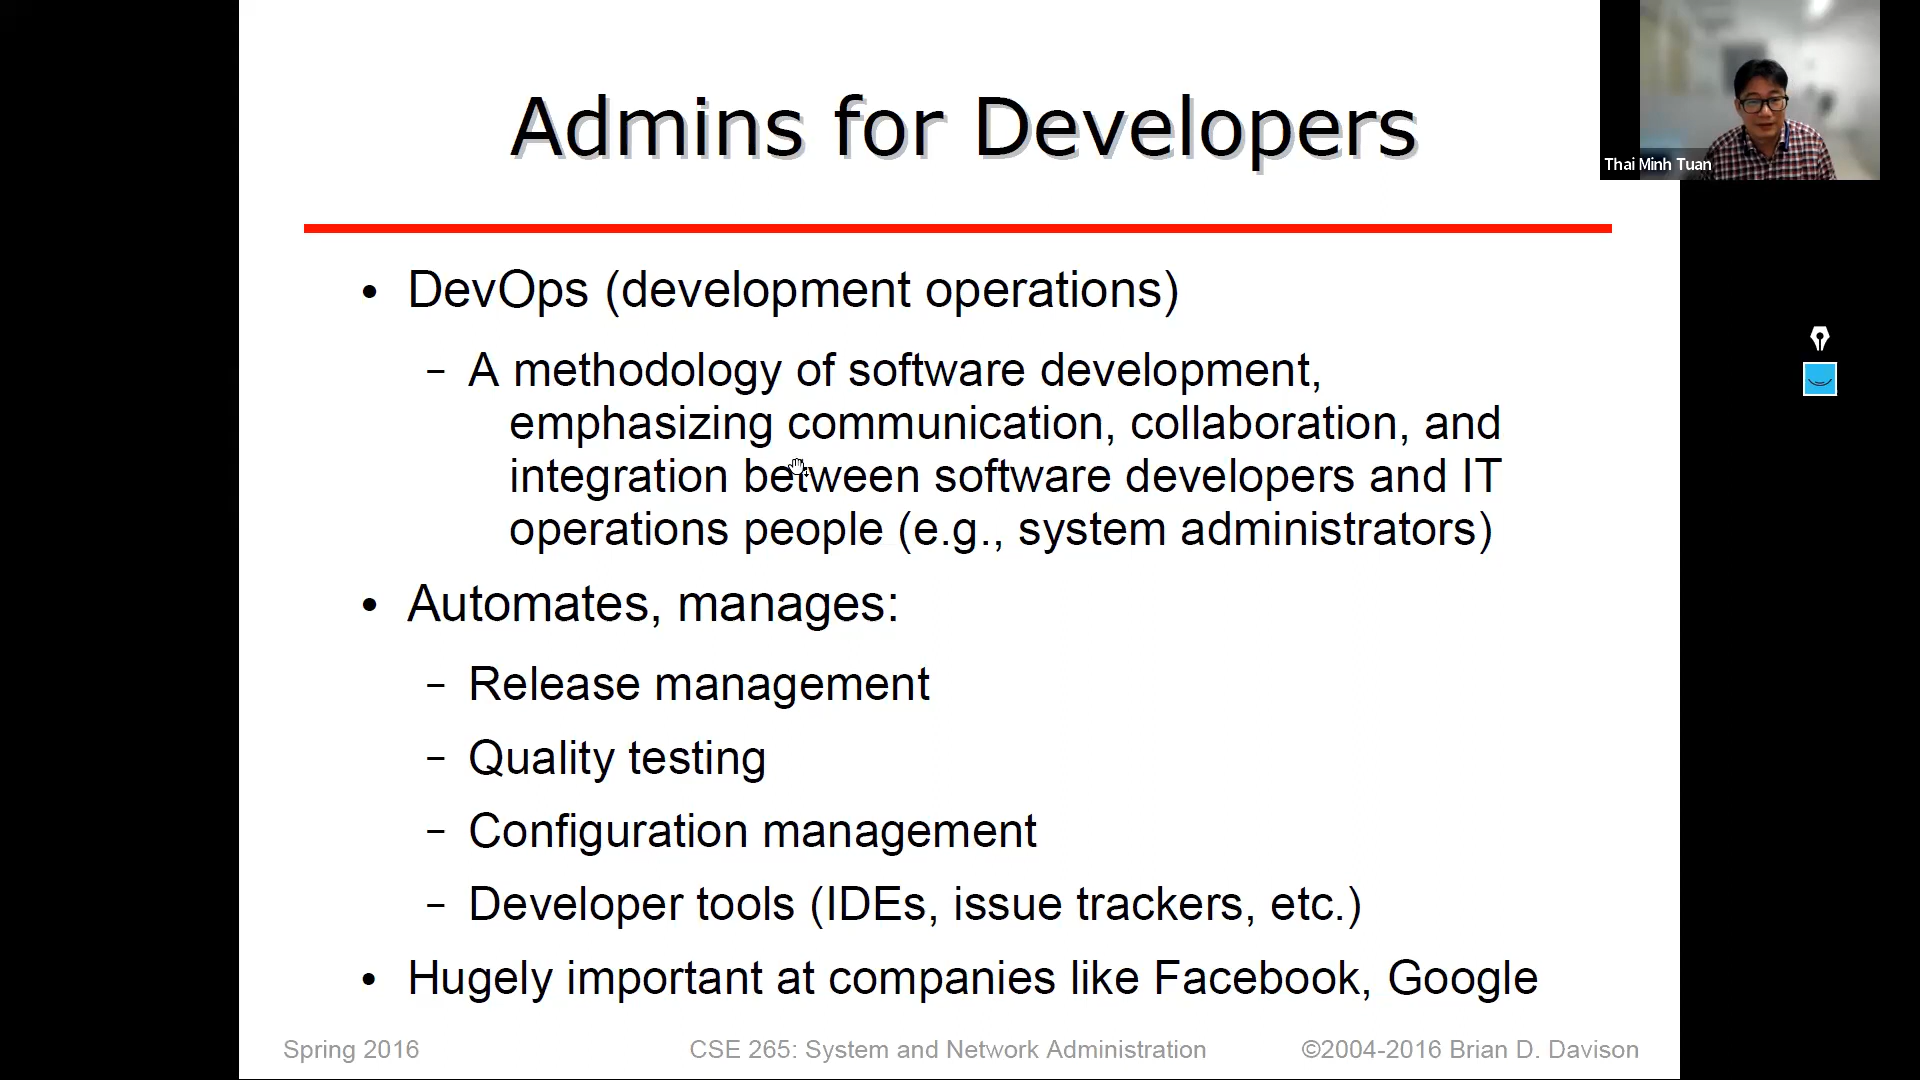 Admins for Developers
Thai Minh Tuan
• DevOps (development operations)
– A methodology of software development,
emphasizing communication, collaboration, and
integration between software developers and IT
operations people (e.g., system administrators)
• Automates, manages:
– Release management
– Quality testing
– Configuration management
– Developer tools (IDEs, issue trackers, etc.)
• Hugely important at companies like Facebook, Google
Spring 2016
CSE 265: System and Network Administration
©2004-2016 Brian D. Davison